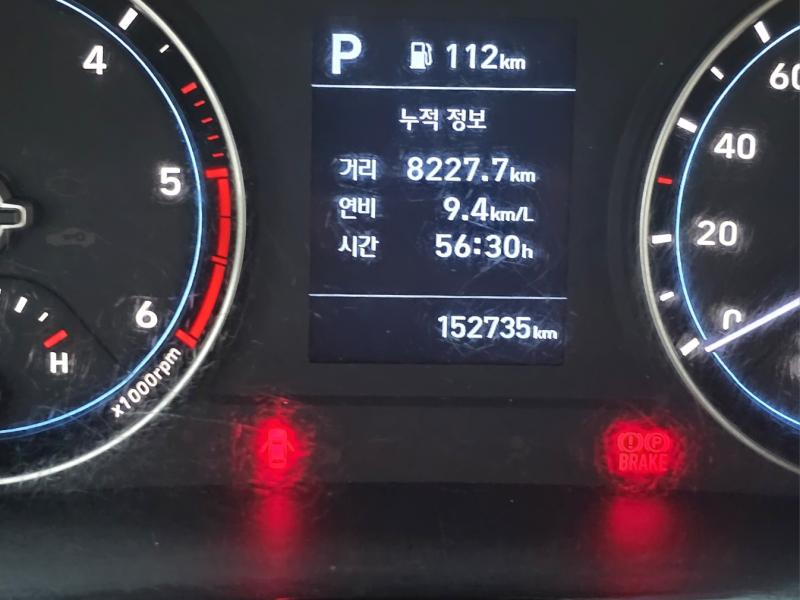 P 112km
누적 정보
거리 8227.7km
연비 9.4km/L
시간 56:30h
152735km
4
5
6
x1000rpm
H
60
40
20
0
BRAKE